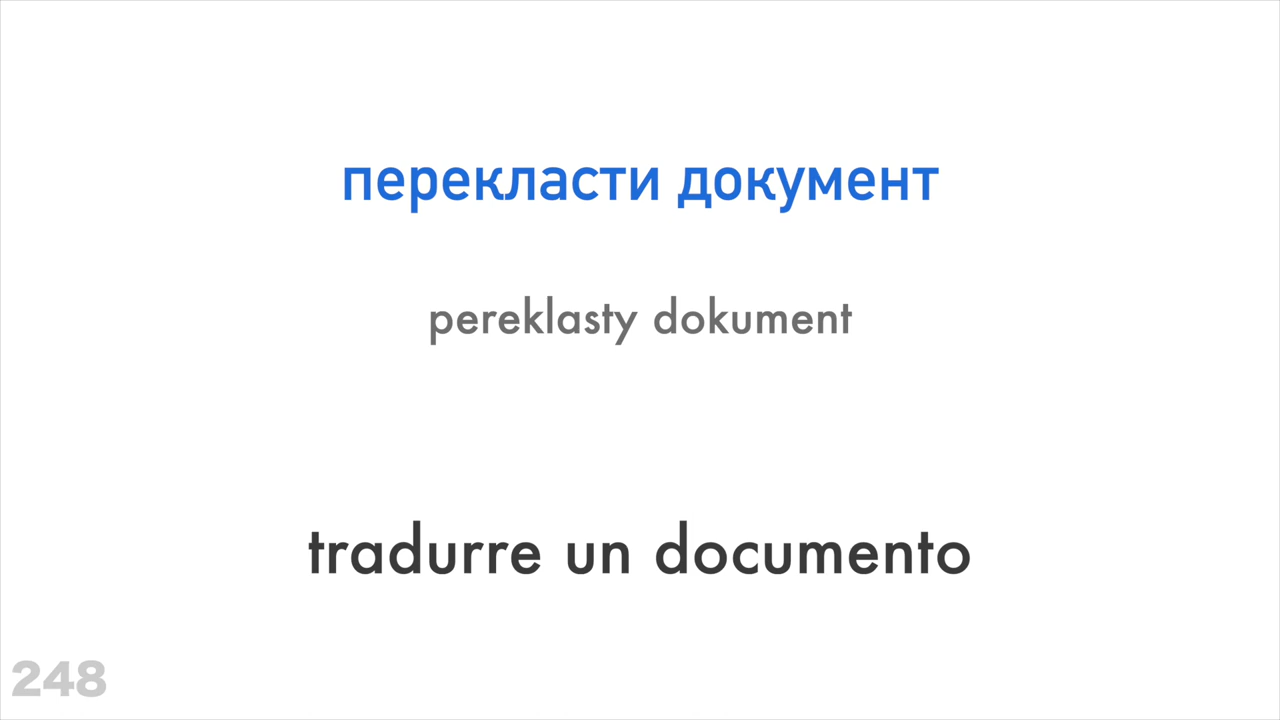 перекласти документ
pereklasty dokument
tradurre un documento
248